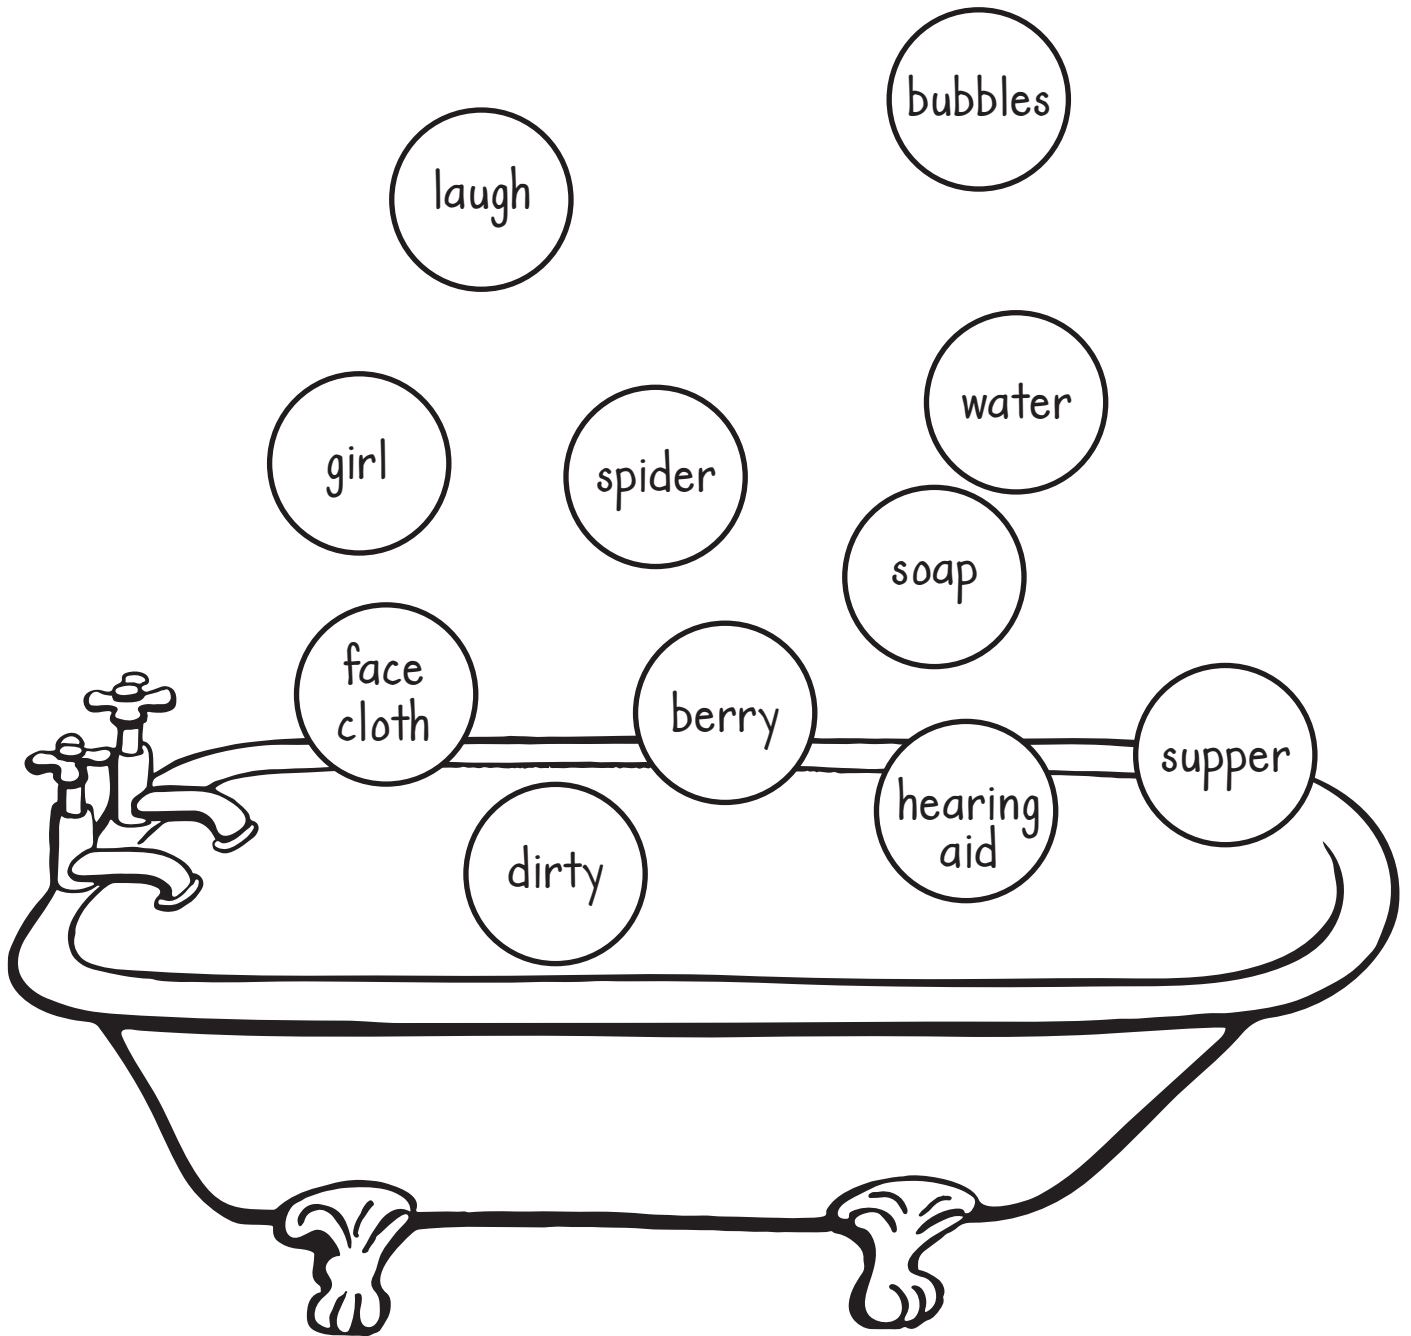 bubbles
laugh
water
girl
spider
soap
face
cloth
berry
supper
hearing
aid
dirty